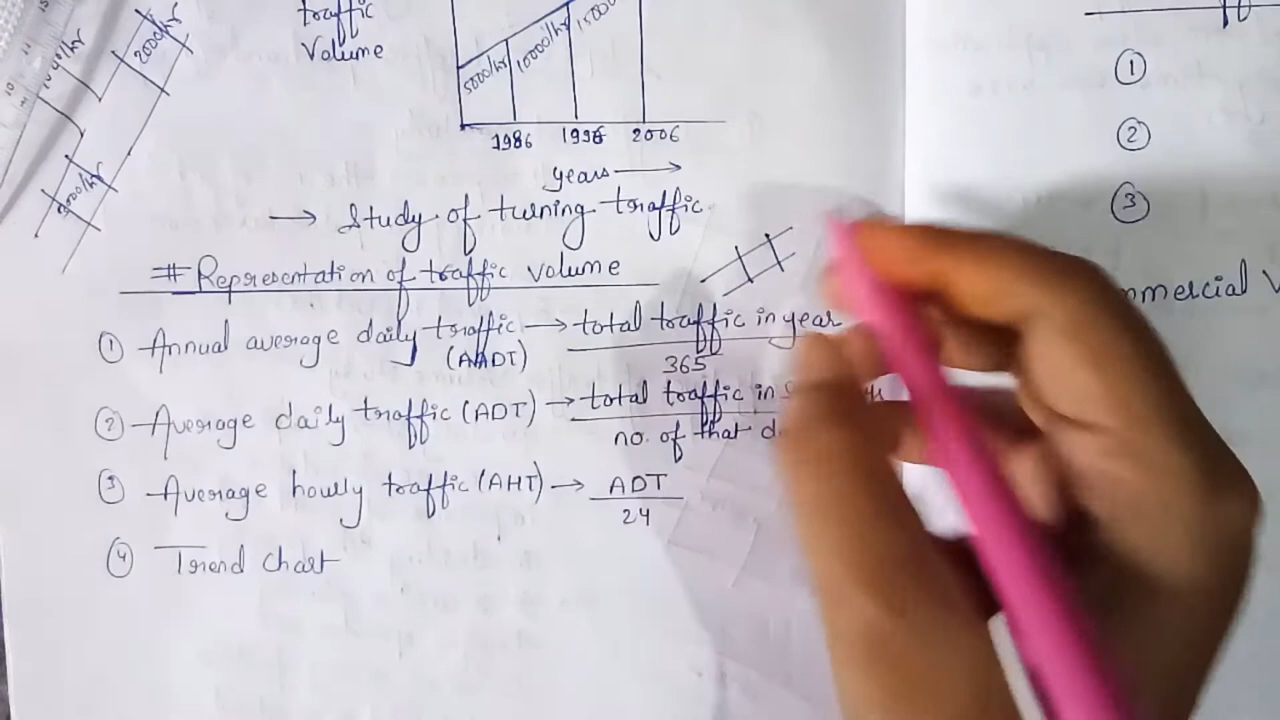 traffic
Volume
5000/hr 10000/hr 15000
1986 1996 2006
years →
1000/hr
2000/hr
3000/hr
→ Study of turning traffic.
# Representation of traffic volume
① Annual average daily traffic → total traffic in year
(AADT) 365
② Average daily traffic (ADT) → total traffic in
no. of that d
③ Average hourly traffic (AHT) → ADT
24
④ Trend chart
①
②
③
mmercial V